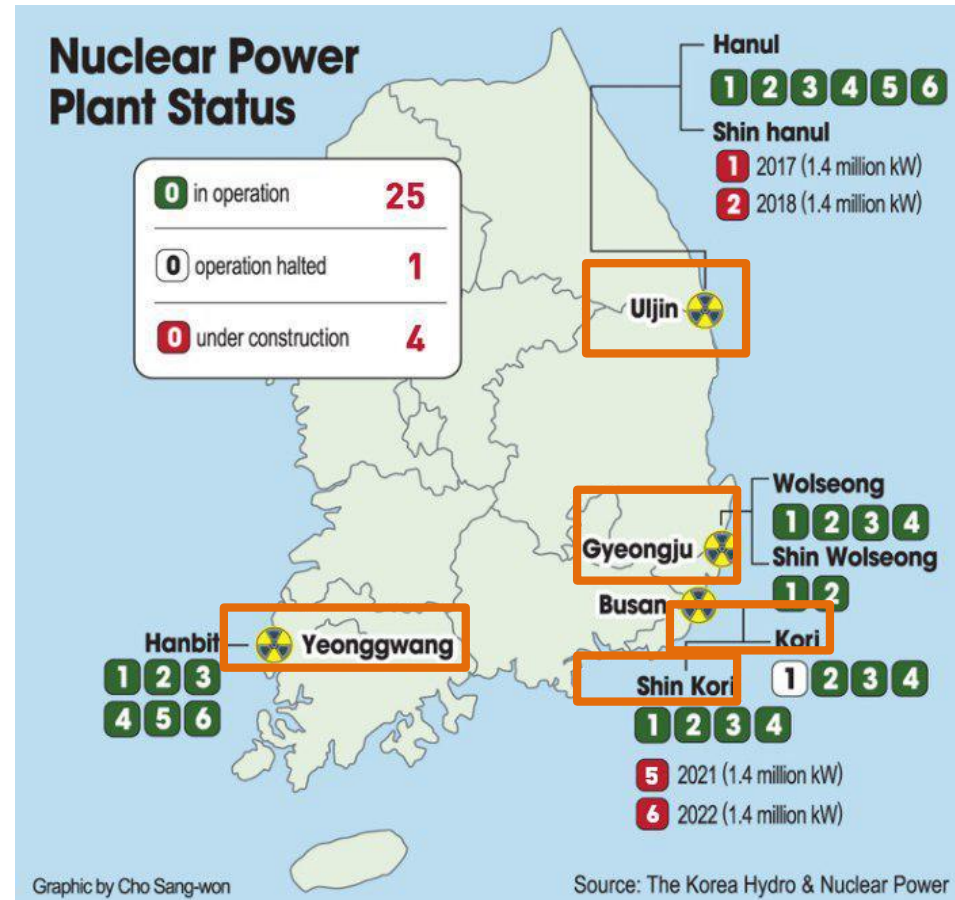 Nuclear Power
Plant Status
0 in operation 25
0 operation halted 1
0 under construction 4
Hanul
1 2 3 4 5 6
Shin hanul
1 2017 (1.4 million kW)
2 2018 (1.4 million kW)
Uljin
Wolseong
1 2 3 4
Gyeongju
Shin Wolseong
1 2
Busan
Kori
1 2 3 4
Shin Kori
1 2 3 4
5 2021 (1.4 million kW)
6 2022 (1.4 million kW)
Hanbit
Yeonggwang
1 2 3
4 5 6
Graphic by Cho Sang-won
Source: The Korea Hydro & Nuclear Power